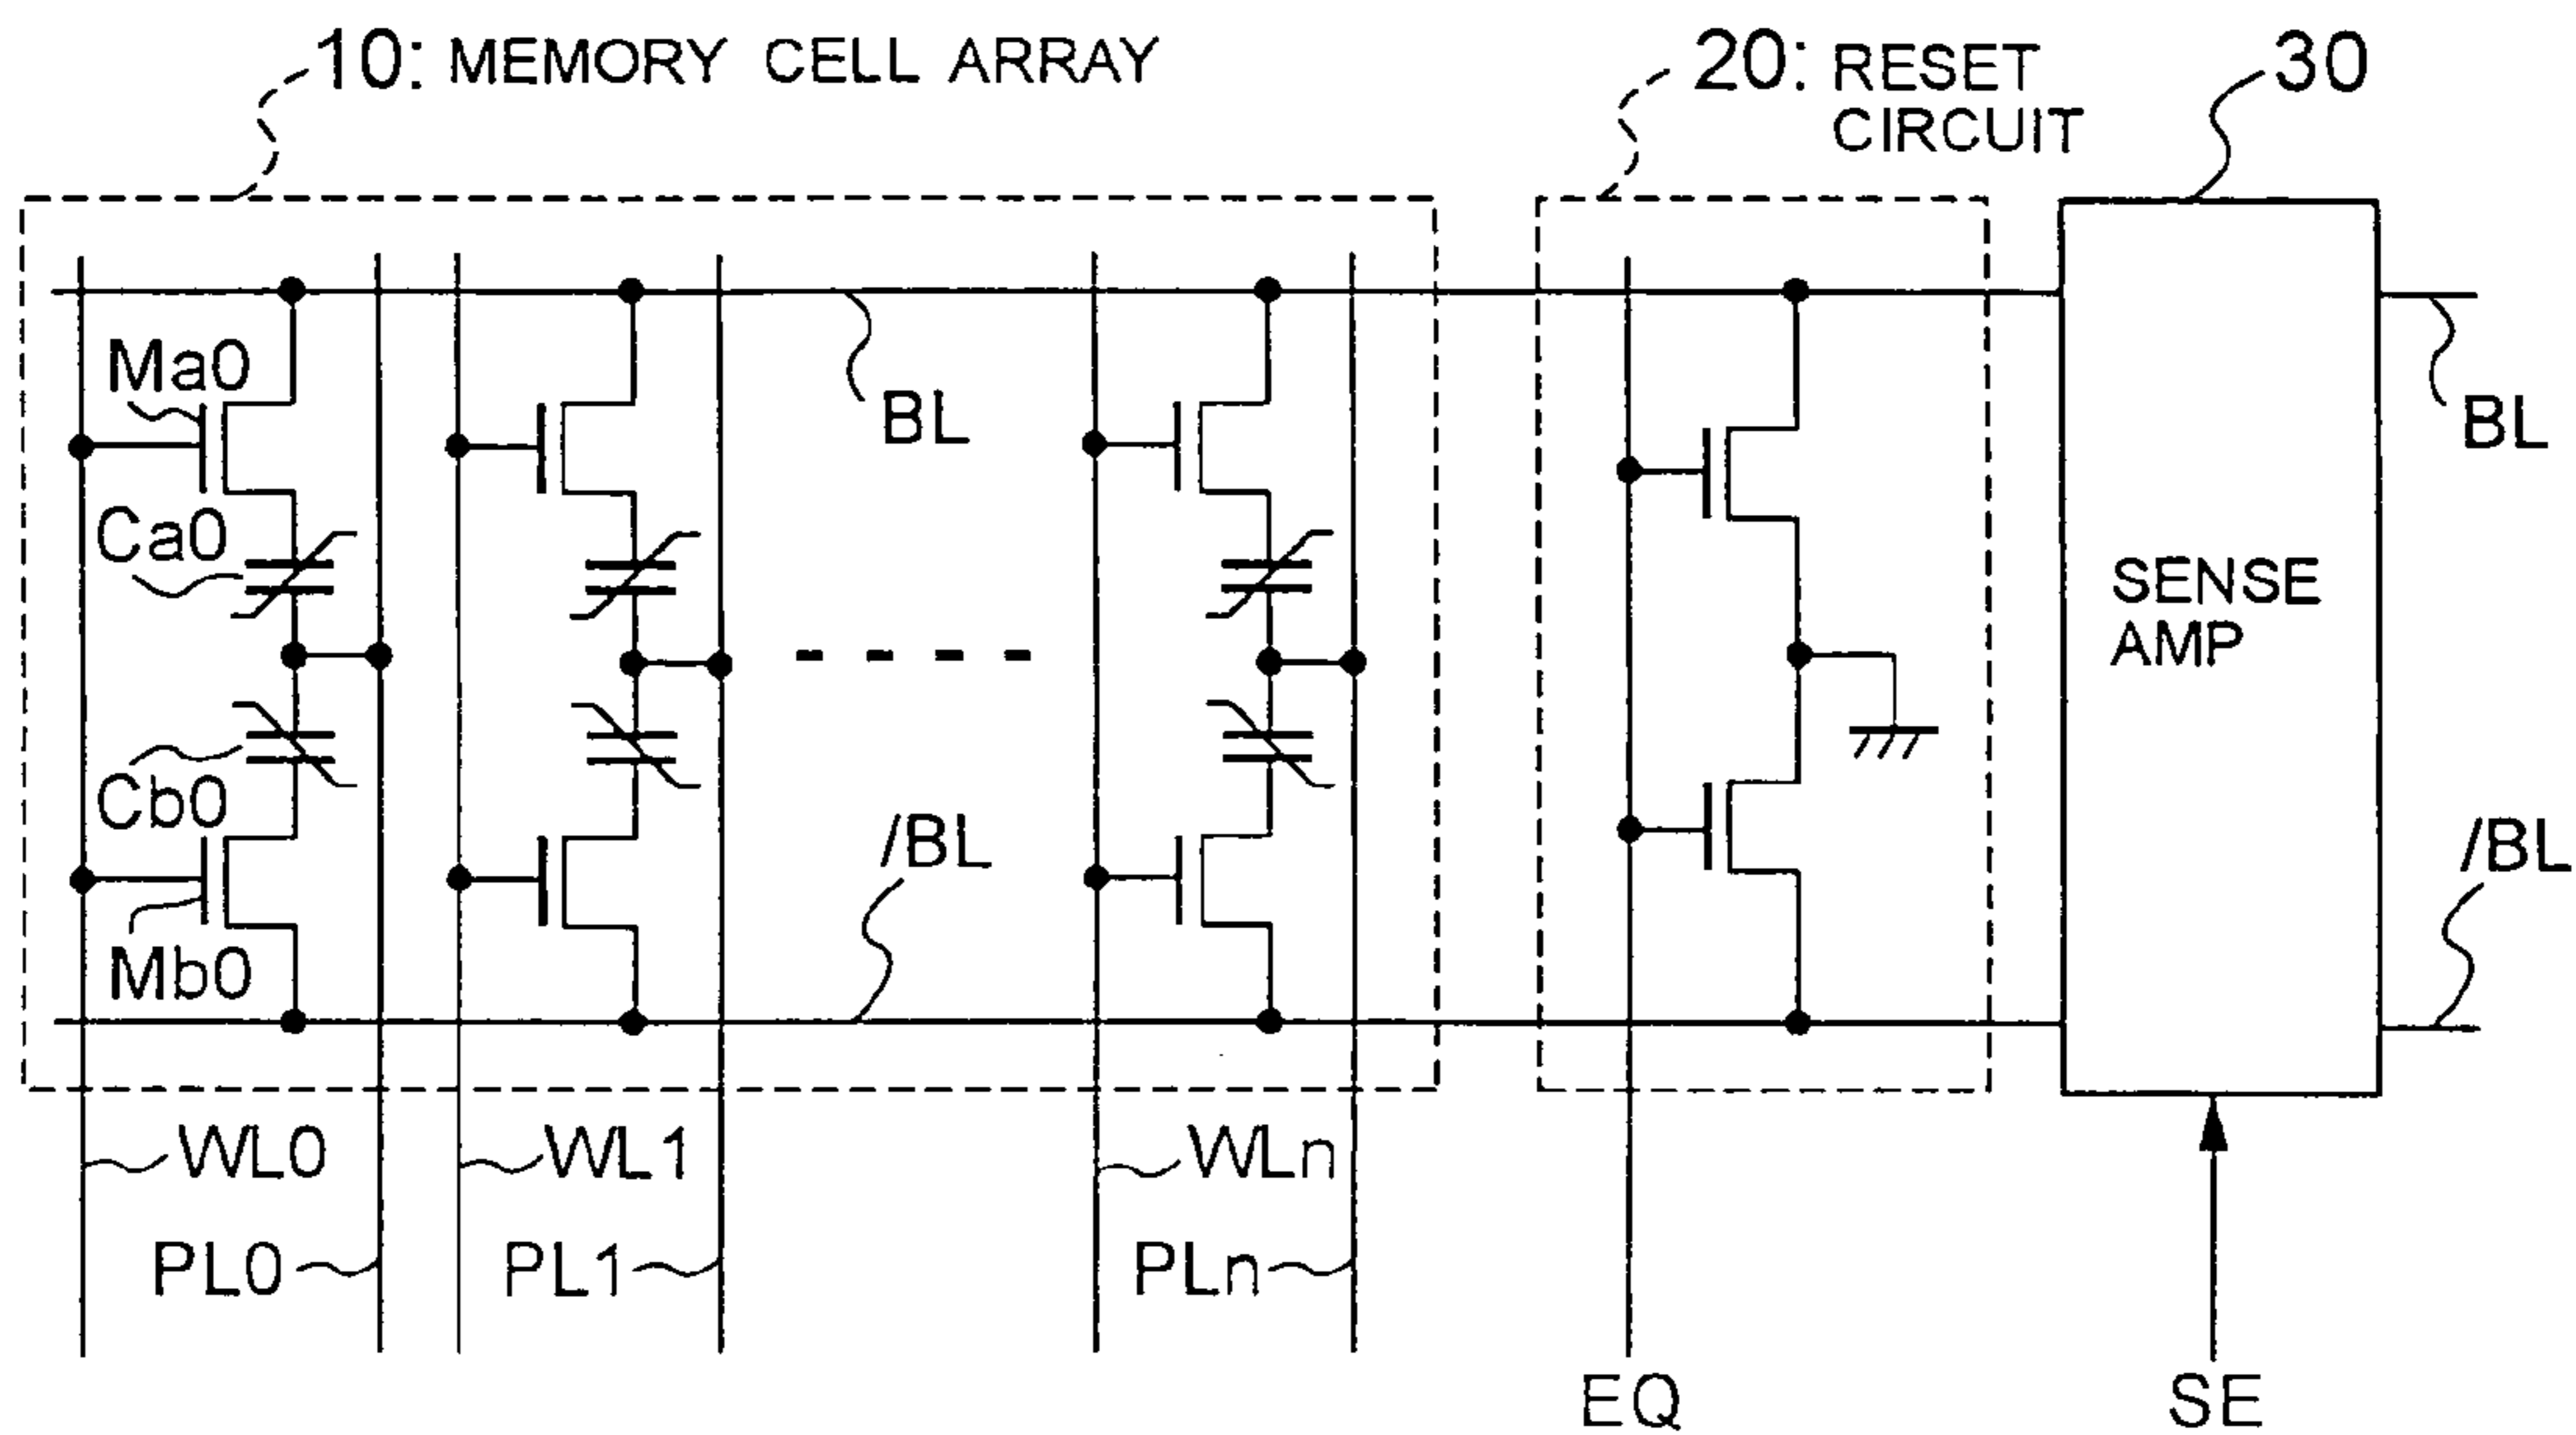 10: MEMORY CELL ARRAY
20: RESET
CIRCUIT
30
Ma0
BL
BL
Ca0
SENSE
AMP
Cb0
/BL
/BL
Mb0
WL0
WL1
WLn
PL0
PL1
PLn
EQ
SE